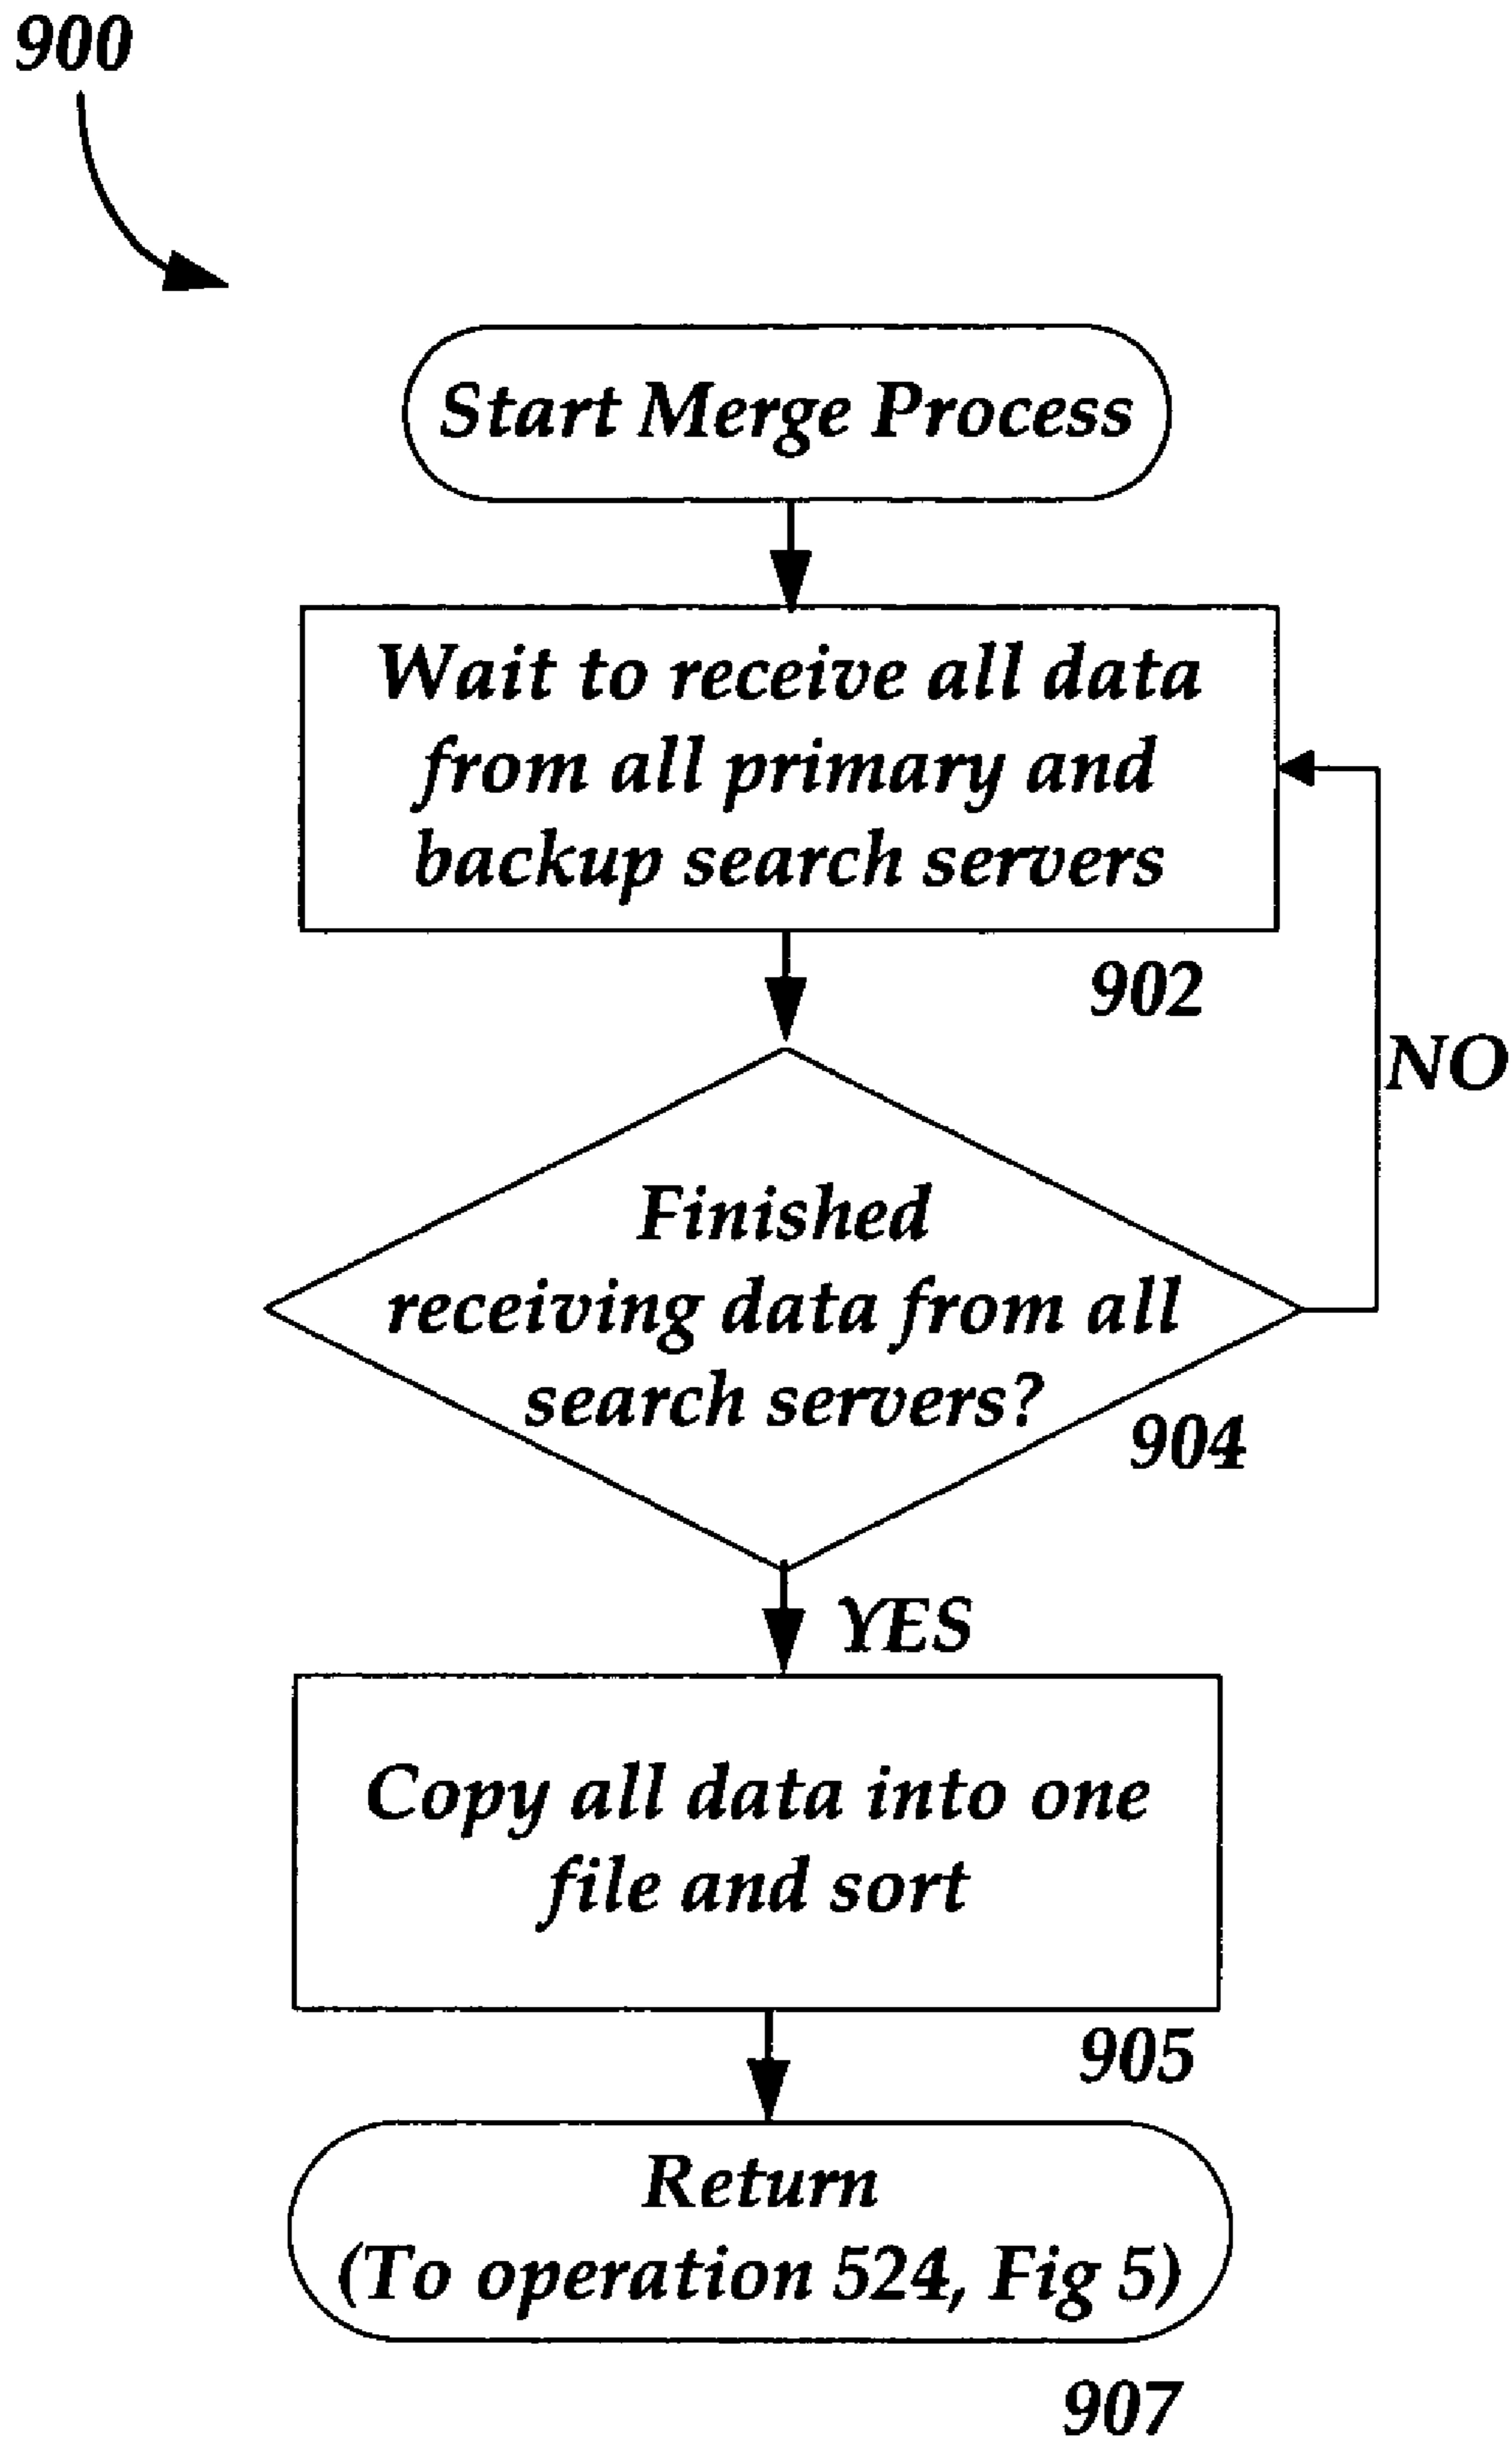 900
Start Merge Process
Wait to receive all data
from all primary and
backup search servers
902
NO
Finished
receiving data from all
search servers?
904
YES
Copy all data into one
file and sort
905
Return
(To operation 524, Fig 5)
907